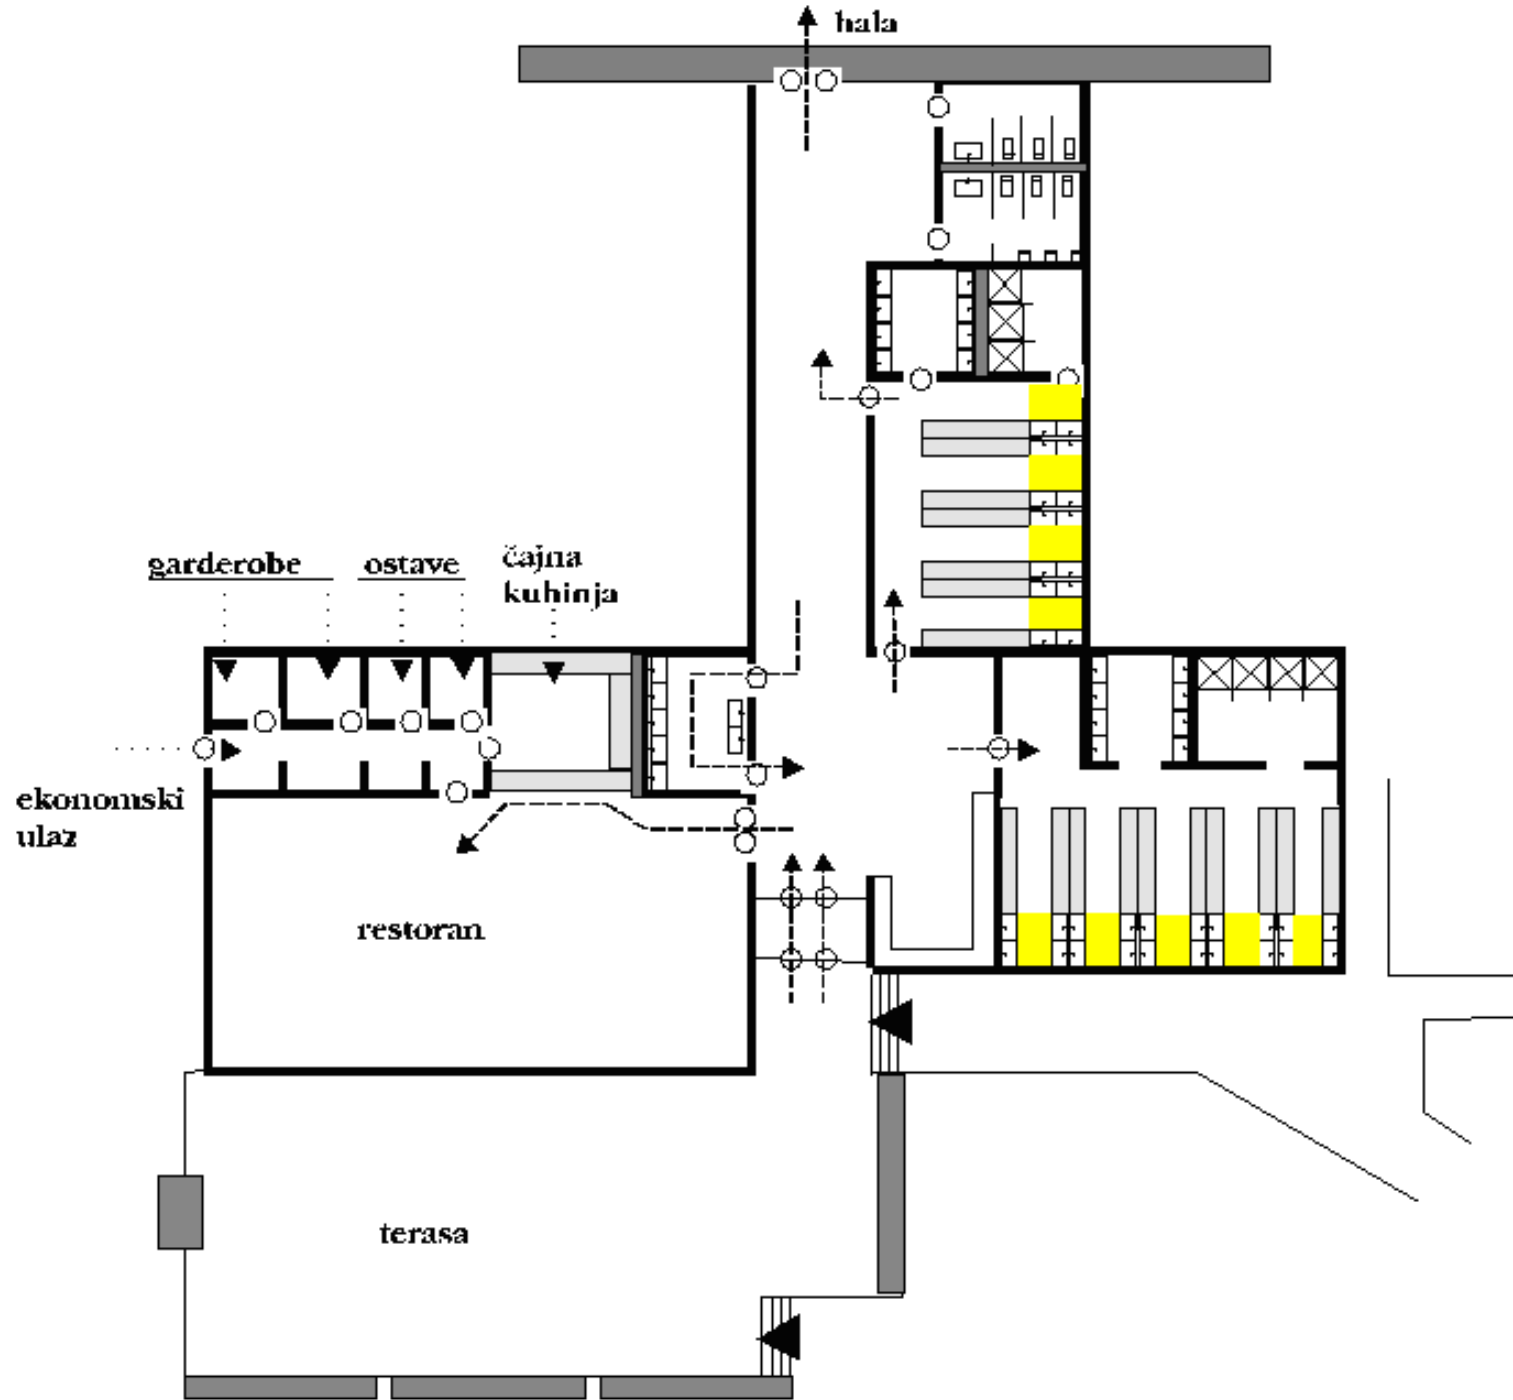 hala
garderobe
ostave
čajna
kuhinja
ekonomski
ulaz
restoran
terasa